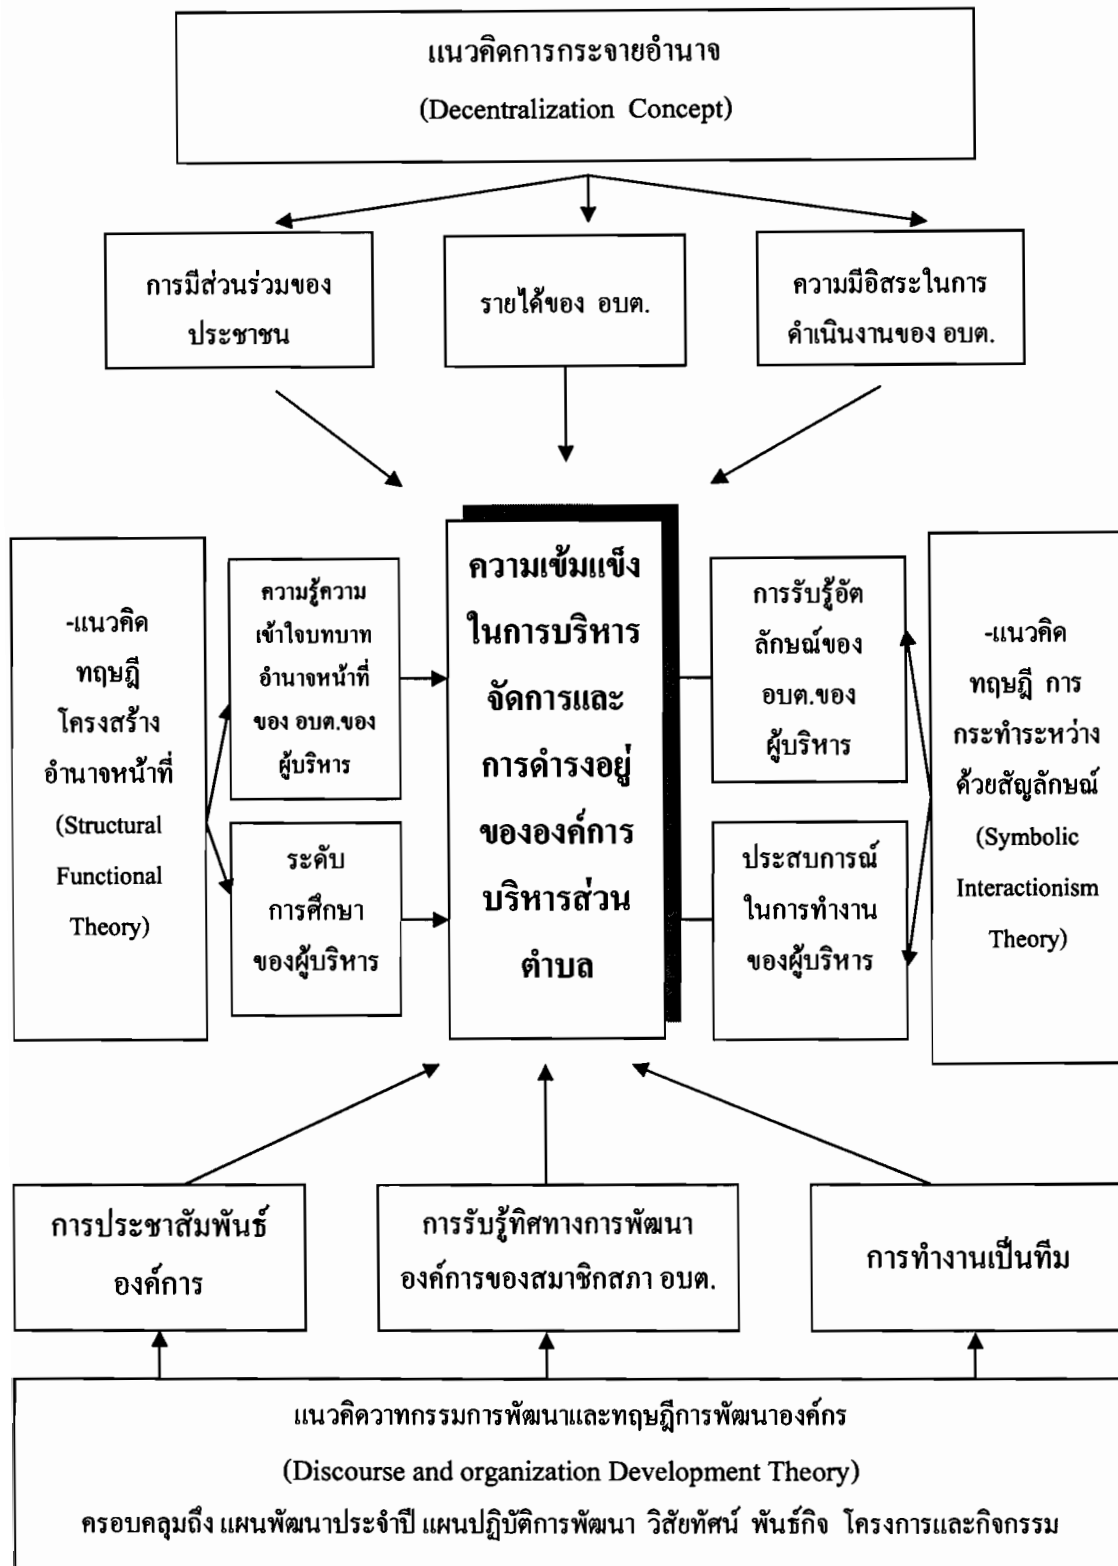 แนวคิดการกระจายอำนาจ
(Decentralization Concept)
การมีส่วนร่วมของ
ประชาชน
รายได้ของ อบต.
ความมีอิสระในการ
ดำเนินงานของ อบต.
-แนวคิด
ทฤษฎี
โครงสร้าง
อำนาจหน้าที่
(Structural
Functional
Theory)
ความรู้ความ
เข้าใจบทบาท
อำนาจหน้าที่
ของ อบต.ของ
ผู้บริหาร
ระดับ
การศึกษา
ของผู้บริหาร
ความเข้มแข็ง
ในการบริหาร
จัดการและ
การดำรงอยู่
ขององค์การ
บริหารส่วน
ตำบล
การรับรู้อัต
ลักษณ์ของ
อบต.ของ
ผู้บริหาร
ประสบการณ์
ในการทำงาน
ของผู้บริหาร
-แนวคิด
ทฤษฎี การ
กระทำระหว่าง
ด้วยสัญลักษณ์
(Symbolic
Interactionism
Theory)
การประชาสัมพันธ์
องค์การ
การรับรู้ทิศทางการพัฒนา
องค์การของสมาชิกสภา อบต.
การทำงานเป็นทีม
แนวคิดวาทกรรมการพัฒนาและทฤษฎีการพัฒนาองค์กร
(Discourse and organization Development Theory)
ครอบคลุมถึง แผนพัฒนาประจำปี แผนปฏิบัติการพัฒนา วิสัยทัศน์ พันธ์กิจ โครงการและกิจกรรม